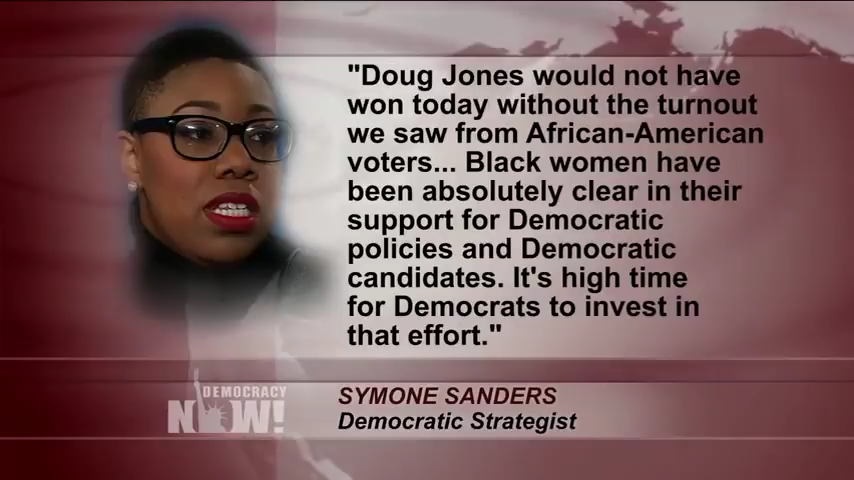 "Doug Jones would not have
won today without the turnout
we saw from African-American
voters... Black women have
been absolutely clear in their
support for Democratic
policies and Democratic
candidates. It's high time
for Democrats to invest in
that effort."
SYMONE SANDERS
Democratic Strategist
DEMOCRACY
NOW!